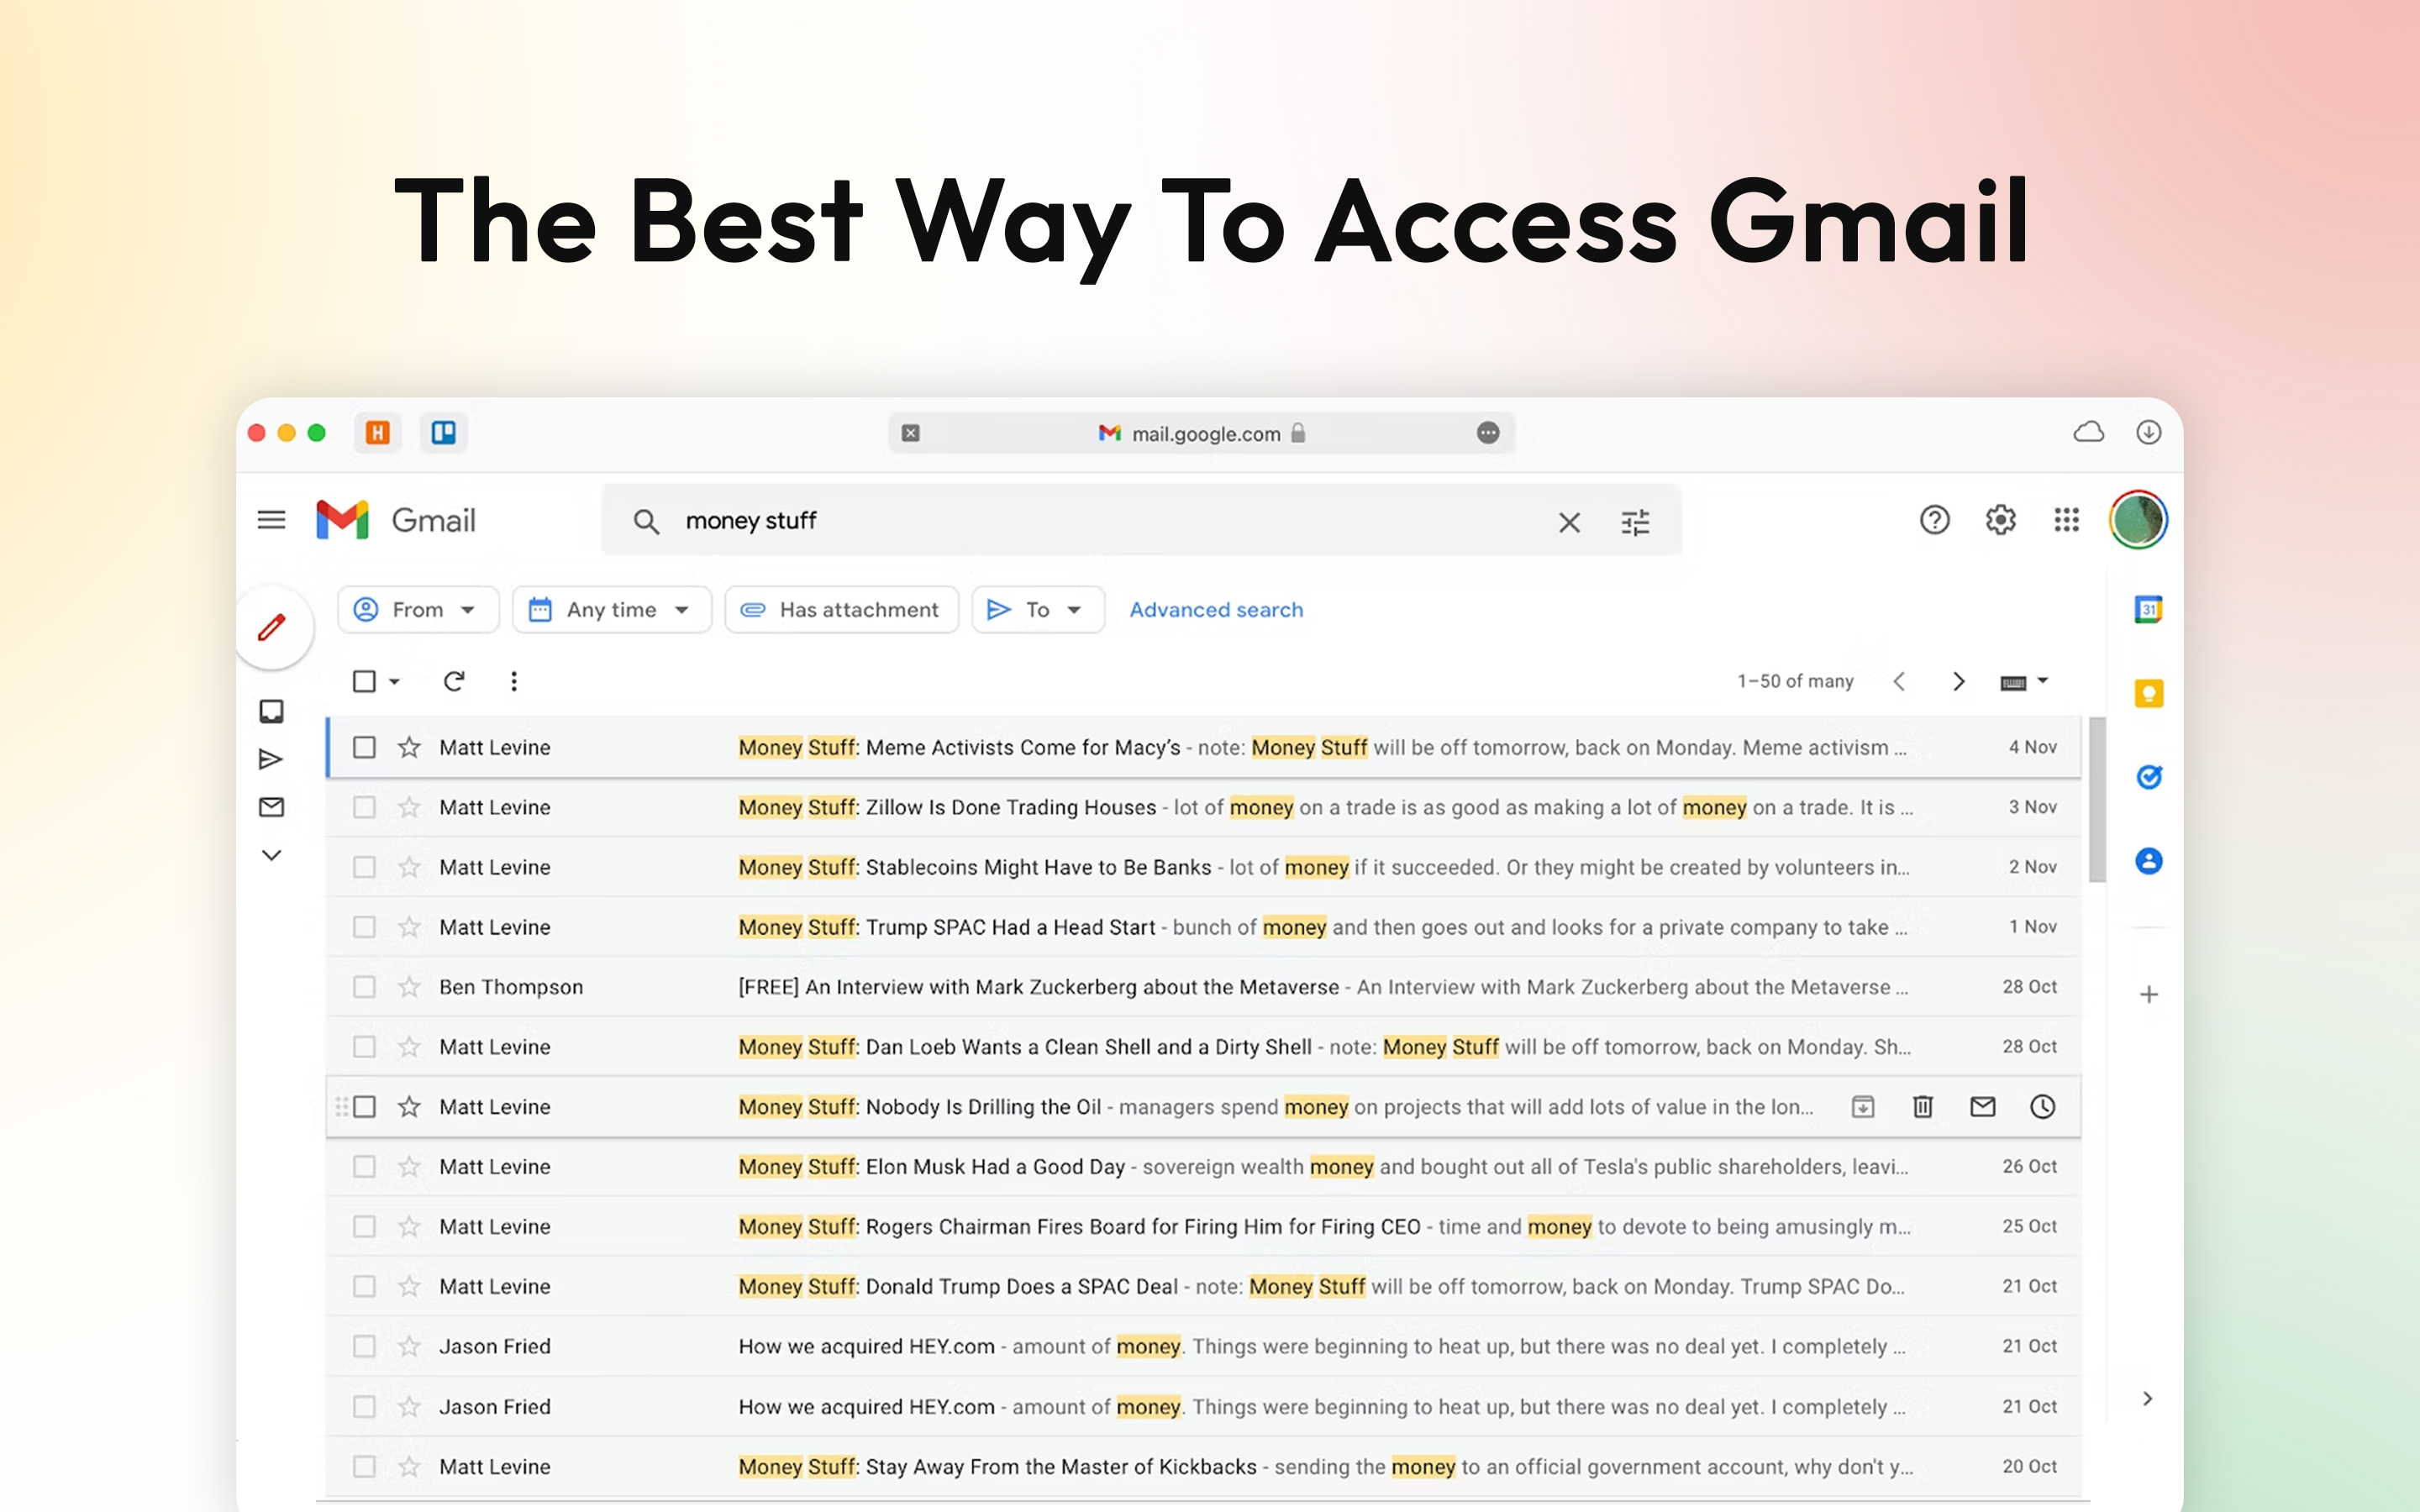 The Best Way To Access Gmail
H
mail.google.com
Gmail
money stuff
From
Any time
Has attachment
To
Advanced search
31
1–50 of many
Matt Levine Money Stuff: Meme Activists Come for Macy’s - note: Money Stuff will be off tomorrow, back on Monday. Meme activism ... 4 Nov
Matt Levine Money Stuff: Zillow Is Done Trading Houses - lot of money on a trade is as good as making a lot of money on a trade. It is ... 3 Nov
Matt Levine Money Stuff: Stablecoins Might Have to Be Banks - lot of money if it succeeded. Or they might be created by volunteers in... 2 Nov
Matt Levine Money Stuff: Trump SPAC Had a Head Start - bunch of money and then goes out and looks for a private company to take ... 1 Nov
Ben Thompson [FREE] An Interview with Mark Zuckerberg about the Metaverse - An Interview with Mark Zuckerberg about the Metaverse ... 28 Oct
Matt Levine Money Stuff: Dan Loeb Wants a Clean Shell and a Dirty Shell - note: Money Stuff will be off tomorrow, back on Monday. Sh... 28 Oct
Matt Levine Money Stuff: Nobody Is Drilling the Oil - managers spend money on projects that will add lots of value in the lon...
Matt Levine Money Stuff: Elon Musk Had a Good Day - sovereign wealth money and bought out all of Tesla's public shareholders, leavi... 26 Oct
Matt Levine Money Stuff: Rogers Chairman Fires Board for Firing Him for Firing CEO - time and money to devote to being amusingly m... 25 Oct
Matt Levine Money Stuff: Donald Trump Does a SPAC Deal - note: Money Stuff will be off tomorrow, back on Monday. Trump SPAC Do... 21 Oct
Jason Fried How we acquired HEY.com - amount of money. Things were beginning to heat up, but there was no deal yet. I completely ... 21 Oct
Jason Fried How we acquired HEY.com - amount of money. Things were beginning to heat up, but there was no deal yet. I completely ... 21 Oct
Matt Levine Money Stuff: Stay Away From the Master of Kickbacks - sending the money to an official government account, why don't y... 20 Oct